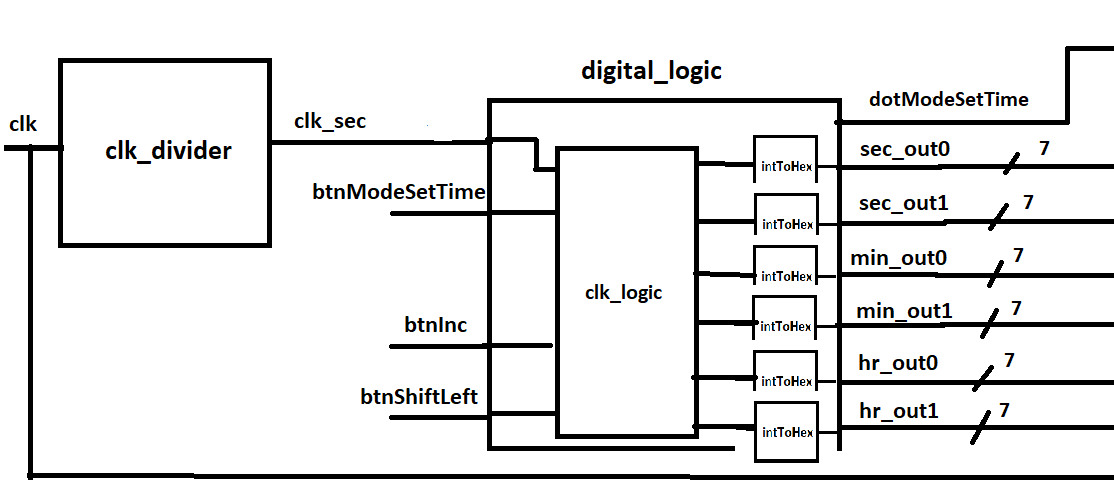 digital_logic
clk
clk_divider
clk_sec
btnModeSetTime
btnInc
btnShiftLeft
clk_logic
intToHex
intToHex
intToHex
intToHex
intToHex
intToHex
dotModeSetTime
sec_out0 7
sec_out1 7
min_out0 7
min_out1 7
hr_out0 7
hr_out1 7